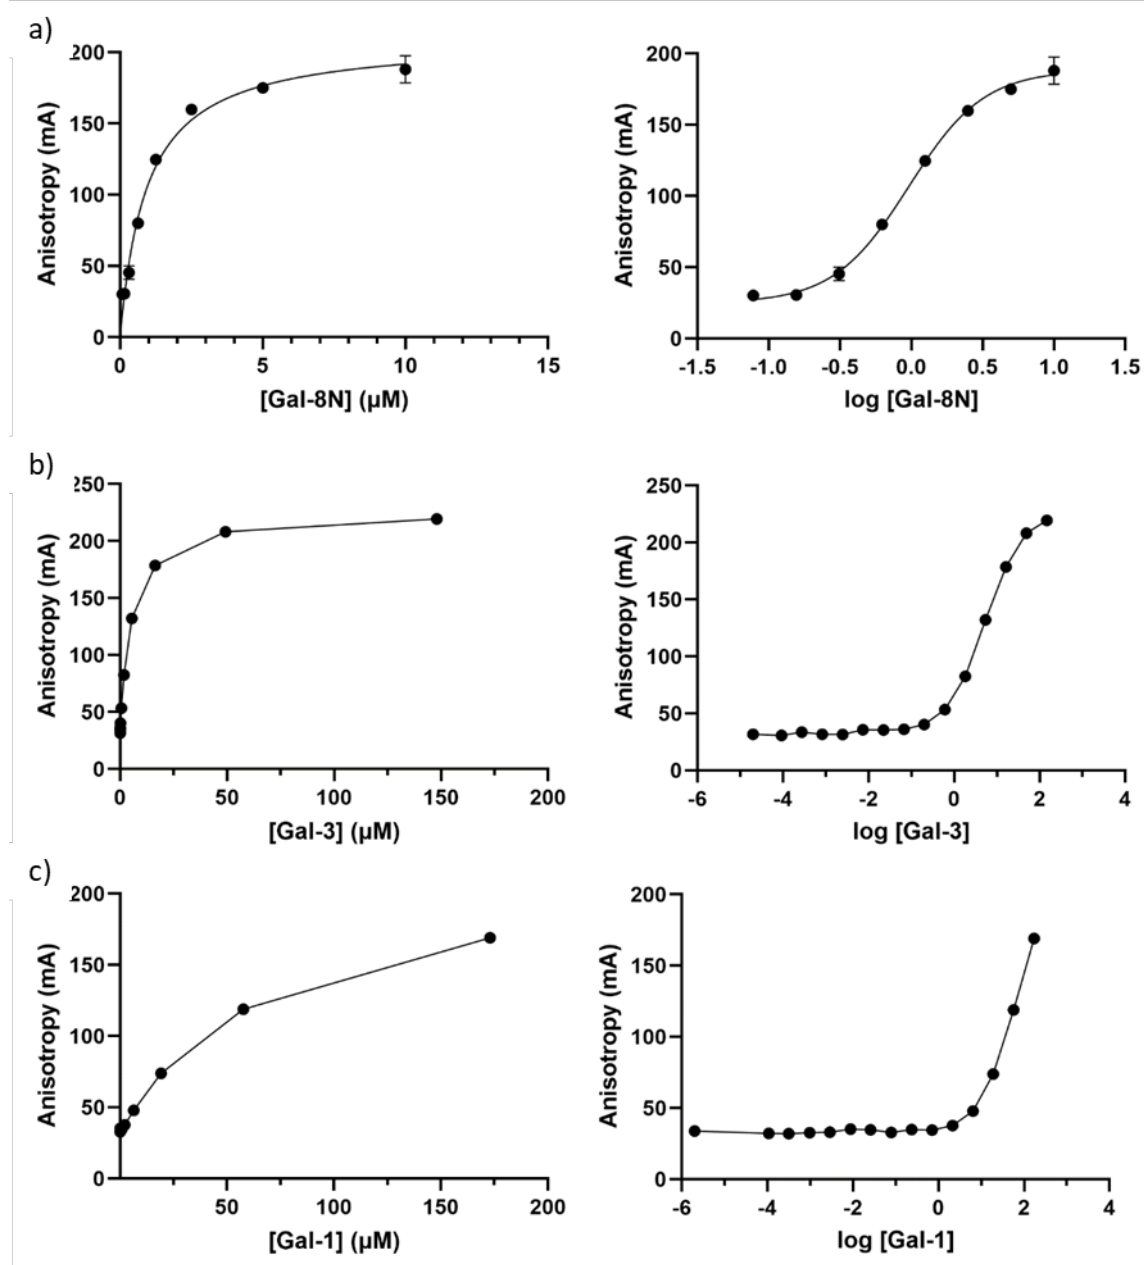 a)
200
150
100
50
0
Anisotropy (mA)
0 5 10 15
[Gal-8N] (µM)
200
150
100
50
0
Anisotropy (mA)
-1.5 -1.0 -0.5 0.0 0.5 1.0 1.5
log [Gal-8N]
b)
250
200
150
100
50
0
Anisotropy (mA)
0 50 100 150 200
[Gal-3] (µM)
250
200
150
100
50
0
Anisotropy (mA)
-6 -4 -2 0 2 4
log [Gal-3]
c)
200
150
100
50
0
Anisotropy (mA)
50 100 150 200
[Gal-1] (µM)
200
150
100
50
0
Anisotropy (mA)
-6 -4 -2 0 2 4
log [Gal-1]